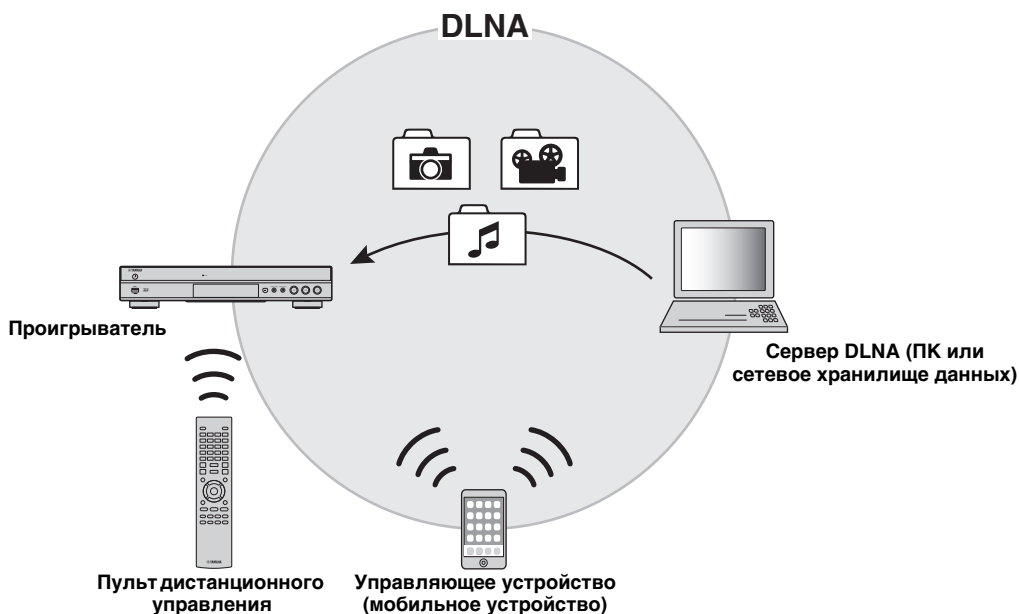 DLNA
Проигрыватель
Сервер DLNA (ПК или
сетевое хранилище данных)
Пульт дистанционного
управления
Управляющее устройство
(мобильное устройство)